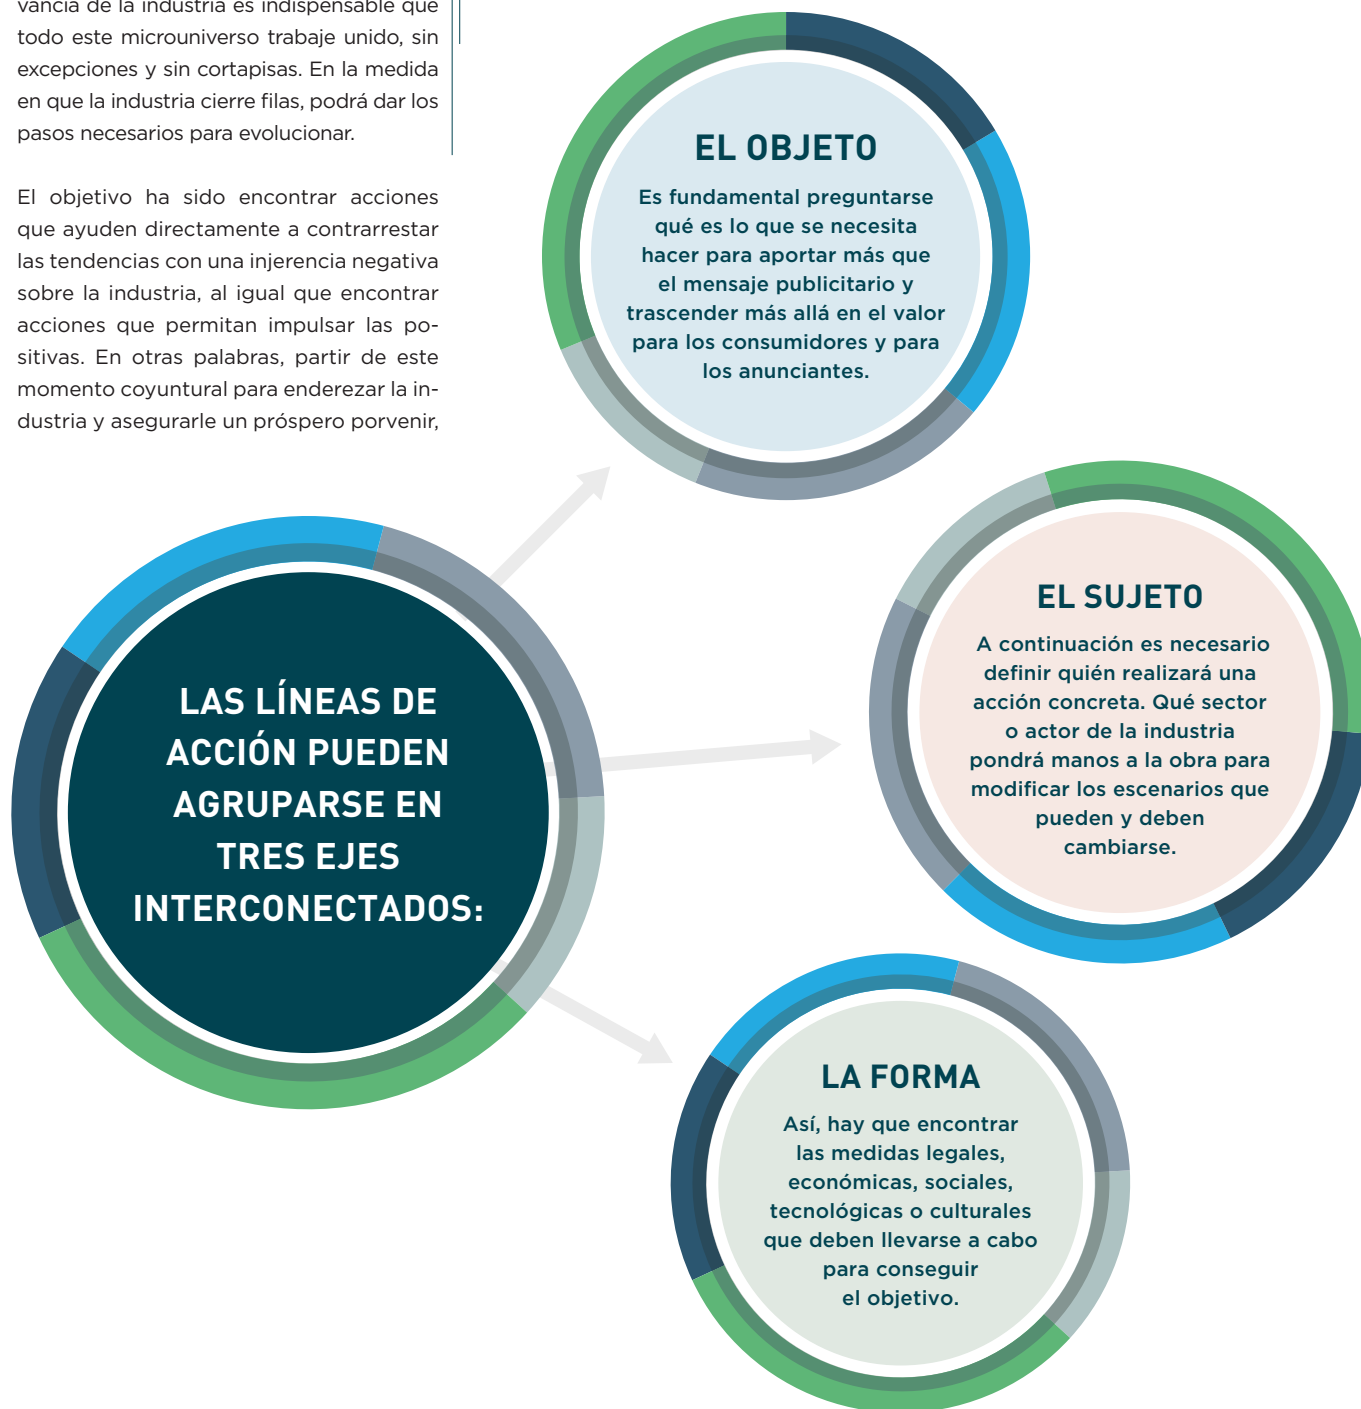 vancia de la industria es indispensable que
todo este microuniverso trabaje unido, sin
excepciones y sin cortapisas. En la medida
en que la industria cierre filas, podrá dar los
pasos necesarios para evolucionar.
El objetivo ha sido encontrar acciones
que ayuden directamente a contrarrestar
las tendencias con una injerencia negativa
sobre la industria, al igual que encontrar
acciones que permitan impulsar las po-
sitivas. En otras palabras, partir de este
momento coyuntural para enderezar la in-
dustria y asegurarle un próspero porvenir,
LAS LÍNEAS DE
ACCIÓN PUEDEN
AGRUPARSE EN
TRES EJES
INTERCONECTADOS:
EL OBJETO
Es fundamental preguntarse
qué es lo que se necesita
hacer para aportar más que
el mensaje publicitario y
trascender más allá en el valor
para los consumidores y para
los anunciantes.
EL SUJETO
A continuación es necesario
definir quién realizará una
acción concreta. Qué sector
o actor de la industria
pondrá manos a la obra para
modificar los escenarios que
pueden y deben
cambiarse.
LA FORMA
Así, hay que encontrar
las medidas legales,
económicas, sociales,
tecnológicas o culturales
que deben llevarse a cabo
para conseguir
el objetivo.